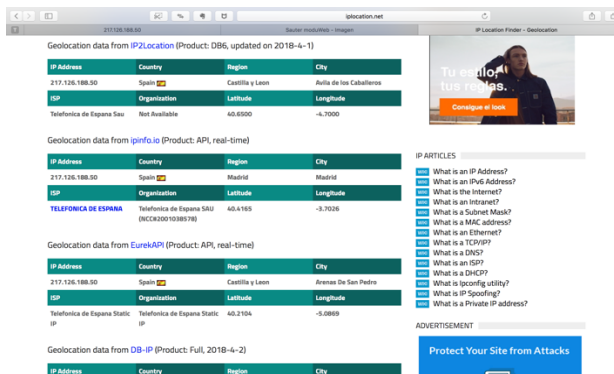 iplocation.net
217.126.188.50
Sauter moduWeb - Imagen
IP Location Finder - Geolocation
Geolocation data from IP2Location (Product: DB6, updated on 2018-4-1)
IP Address Country Region City
217.126.188.50 Spain Castilla y Leon Avila de los Caballeros
ISP Organization Latitude Longitude
Telefonica de Espana Sau Not Available 40.6500 -4.7000
Geolocation data from ipinfo.io (Product: API, real-time)
IP Address Country Region City
217.126.188.50 Spain Madrid Madrid
ISP Organization Latitude Longitude
TELEFONICA DE ESPANA Telefonica de Espana SAU 40.4165 -3.7026
(NCC#2001038578)
Geolocation data from EurekAPI (Product: API, real-time)
IP Address Country Region City
217.126.188.50 Spain Castilla y Leon Arenas De San Pedro
ISP Organization Latitude Longitude
Telefonica de Espana Static Telefonica de Espana Static 40.2104 -5.0869
IP IP
Geolocation data from DB-IP (Product: Full, 2018-4-2)
IP Address Country Region City
Tu estilo,
tus reglas.
Consigue el look
IP ARTICLES
What is an IP Address?
What is an IPv6 Address?
What is the Internet?
What is an Intranet?
What is a Subnet Mask?
What is a MAC address?
What is an Ethernet?
What is a TCP/IP?
What is a DNS?
What is an ISP?
What is a DHCP?
What is Ipconfig utility?
What is IP Spoofing?
What is a Private IP address?
ADVERTISEMENT
Protect Your Site from Attacks